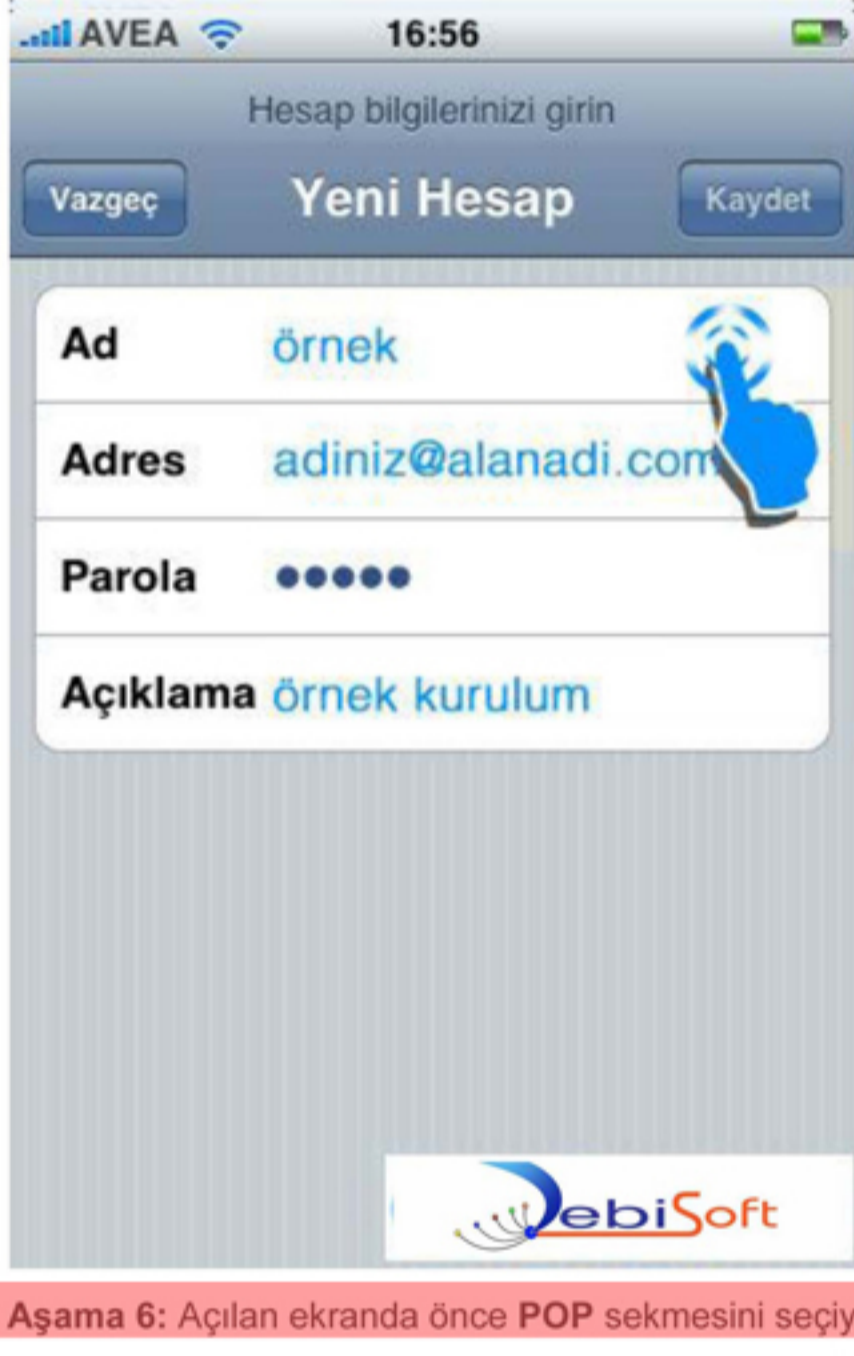 AVEA 16:56
Hesap bilgilerinizi girin
Vazgeç Yeni Hesap Kaydet
Ad örnek
Adres adiniz@alanadi.com
Parola •••••
Açıklama örnek kurulum
DebiSoft
Aşama 6: Açılan ekranda önce POP sekmesini seçiy